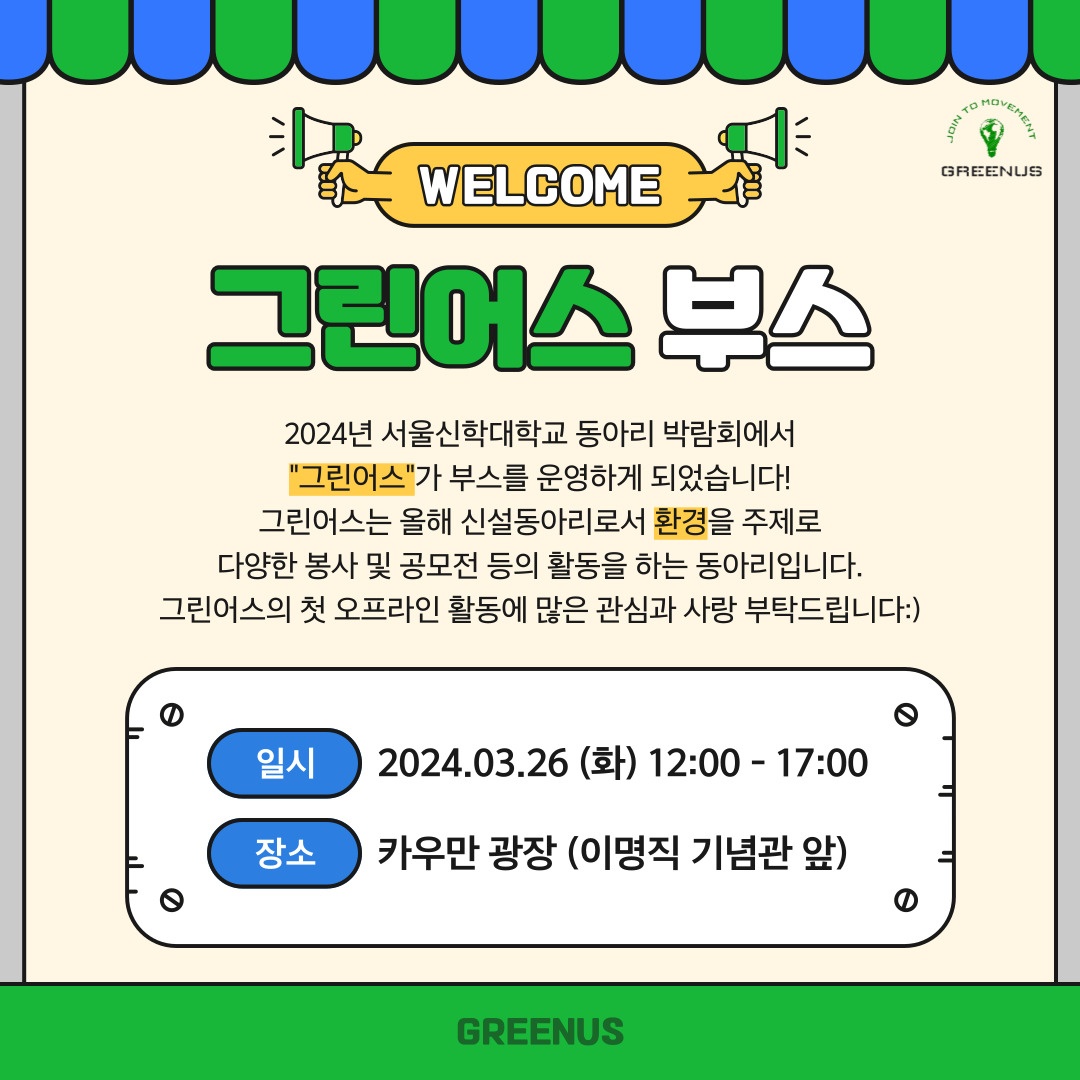 JOIN TO MOVEMENT
GREENUS
WELCOME
그린어스 부스
2024년 서울신학대학교 동아리 박람회에서
"그린어스"가 부스를 운영하게 되었습니다!
그린어스는 올해 신설동아리로서 환경을 주제로
다양한 봉사 및 공모전 등의 활동을 하는 동아리입니다.
그린어스의 첫 오프라인 활동에 많은 관심과 사랑 부탁드립니다:)
일시 2024.03.26 (화) 12:00 - 17:00
장소 카우만 광장 (이명직 기념관 앞)
GREENUS